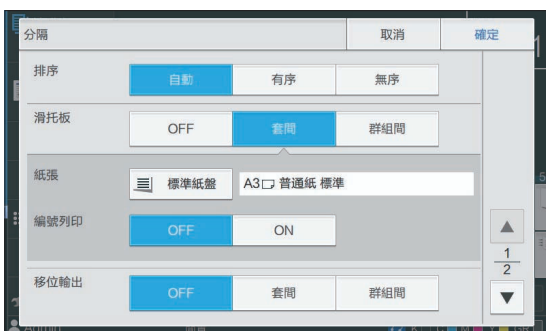 分隔
取消
確定
排序
自動
有序
無序
滑托板
OFF
套間
群組間
紙張
標準紙盤
A3 普通紙 標準
編號列印
OFF
ON
1
2
移位輸出
OFF
套間
群組間
Admin